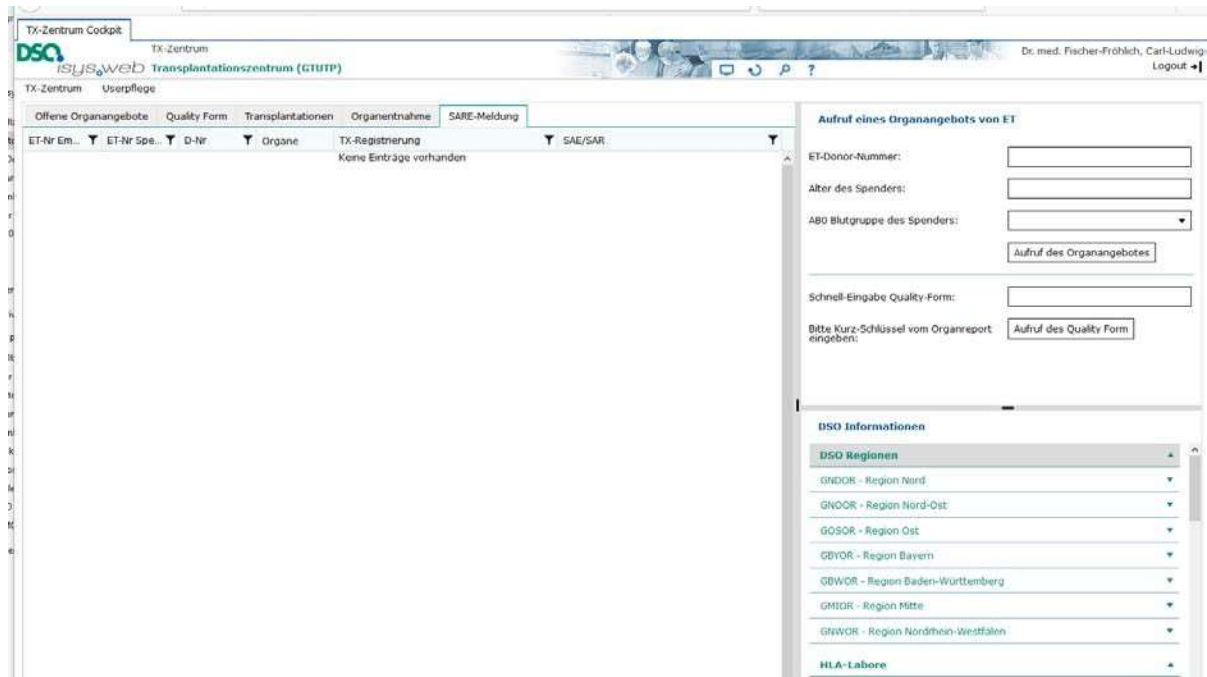 TX-Zentrum Cockpit
DSO
isys.web
TX-Zentrum
Transplantationszentrum (GTUTP)
Dr. med. Fischer-Fröhlich, Carl-Ludwig
Logout
TX-Zentrum Userpflege
Offene Organangebote Quality Form Transplantationen Organentnahme SARE-Meldung
ET-Nr Em... ET-Nr Spe... D-Nr Organe TX-Registrierung SAE/SAR
Keine Einträge vorhanden
Aufruf eines Organangebots von ET
ET-Donor-Nummer:
Alter des Spenders:
AB0 Blutgruppe des Spenders:
Aufruf des Organangebotes
Schnell-Eingabe Quality-Form:
Bitte Kurz-Schlüssel vom Organreport
eingeben:
Aufruf des Quality Form
DSO Informationen
DSO Regionen
GNDOR - Region Nord
GNOOR - Region Nord-Ost
GOSOR - Region Ost
GBYOR - Region Bayern
GBWOR - Region Baden-Württemberg
GMIOR - Region Mitte
GNWOR - Region Nordrhein-Westfalen
HLA-Labore